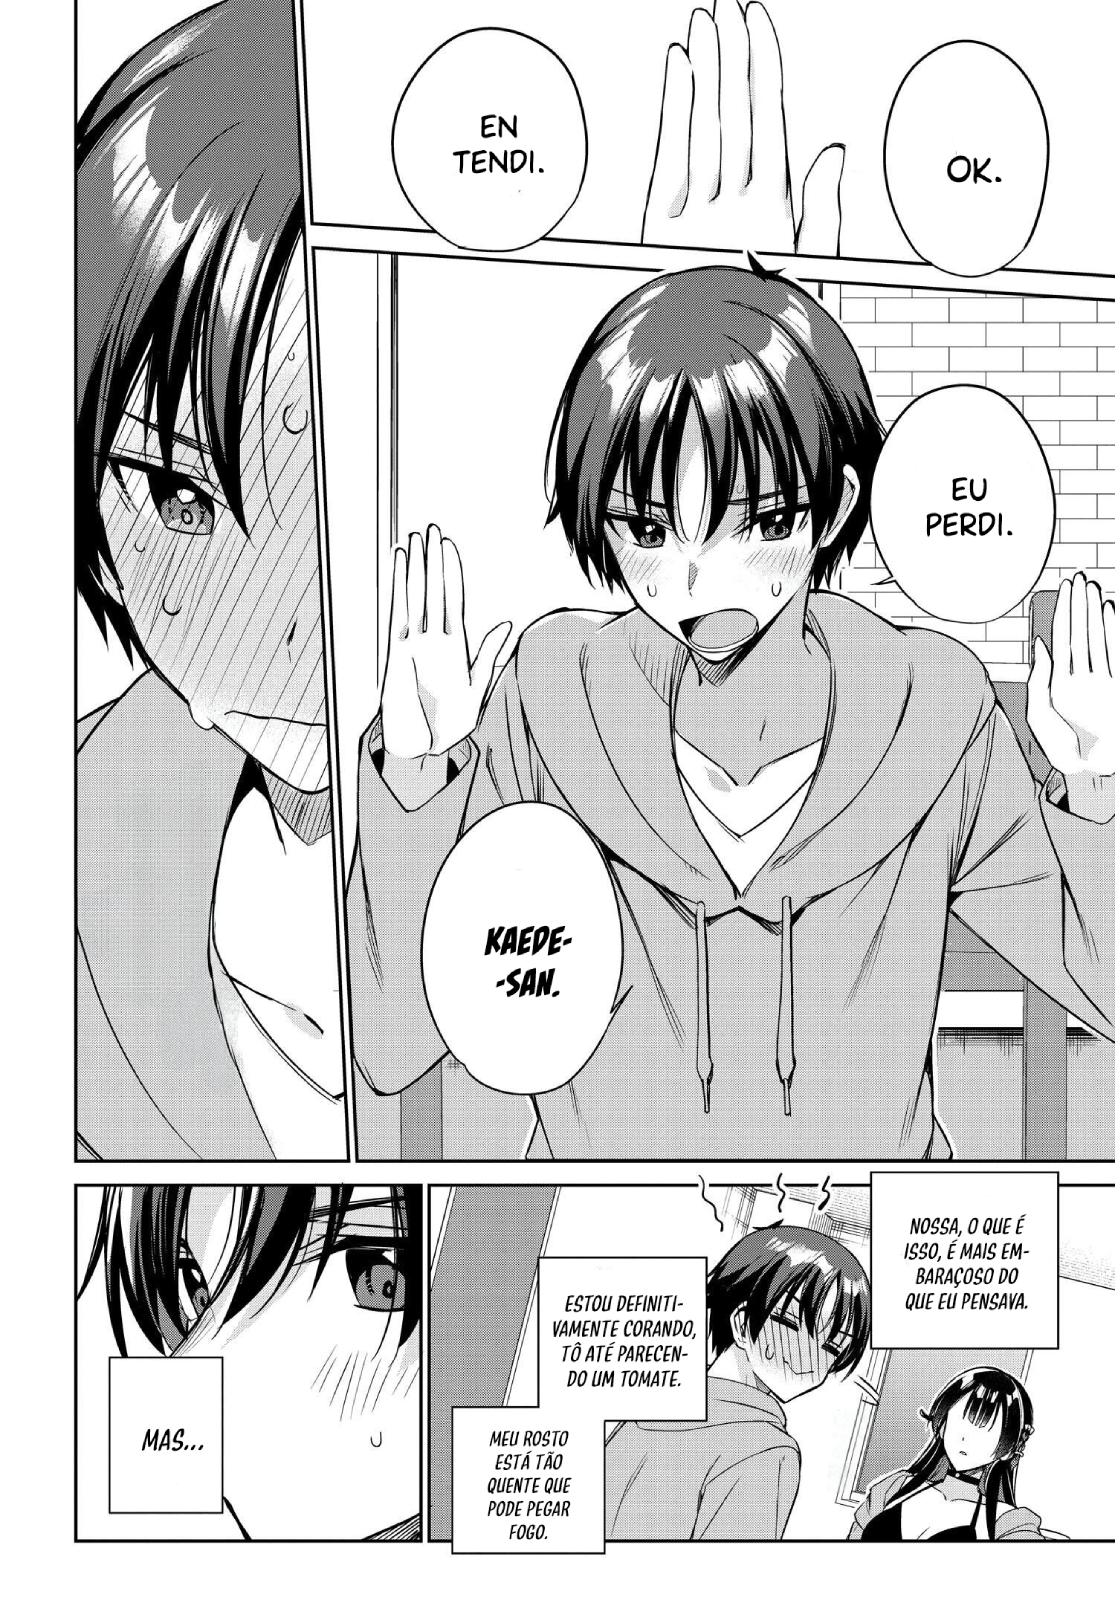 OK.
EN
TENDI.
EU
PERDI.
KAEDE-
-SAN.
NOSSA, O QUE É
ISSO, É MAIS EM-
BARAÇOSO DO
QUE EU PENSAVA.
ESTOU DEFINITI-
VAMENTE CORANDO,
TÔ ATÉ PARECEN-
DO UM TOMATE.
MEU ROSTO
ESTÁ TÃO
QUENTE QUE
PODE PEGAR
FOGO.
MAS...